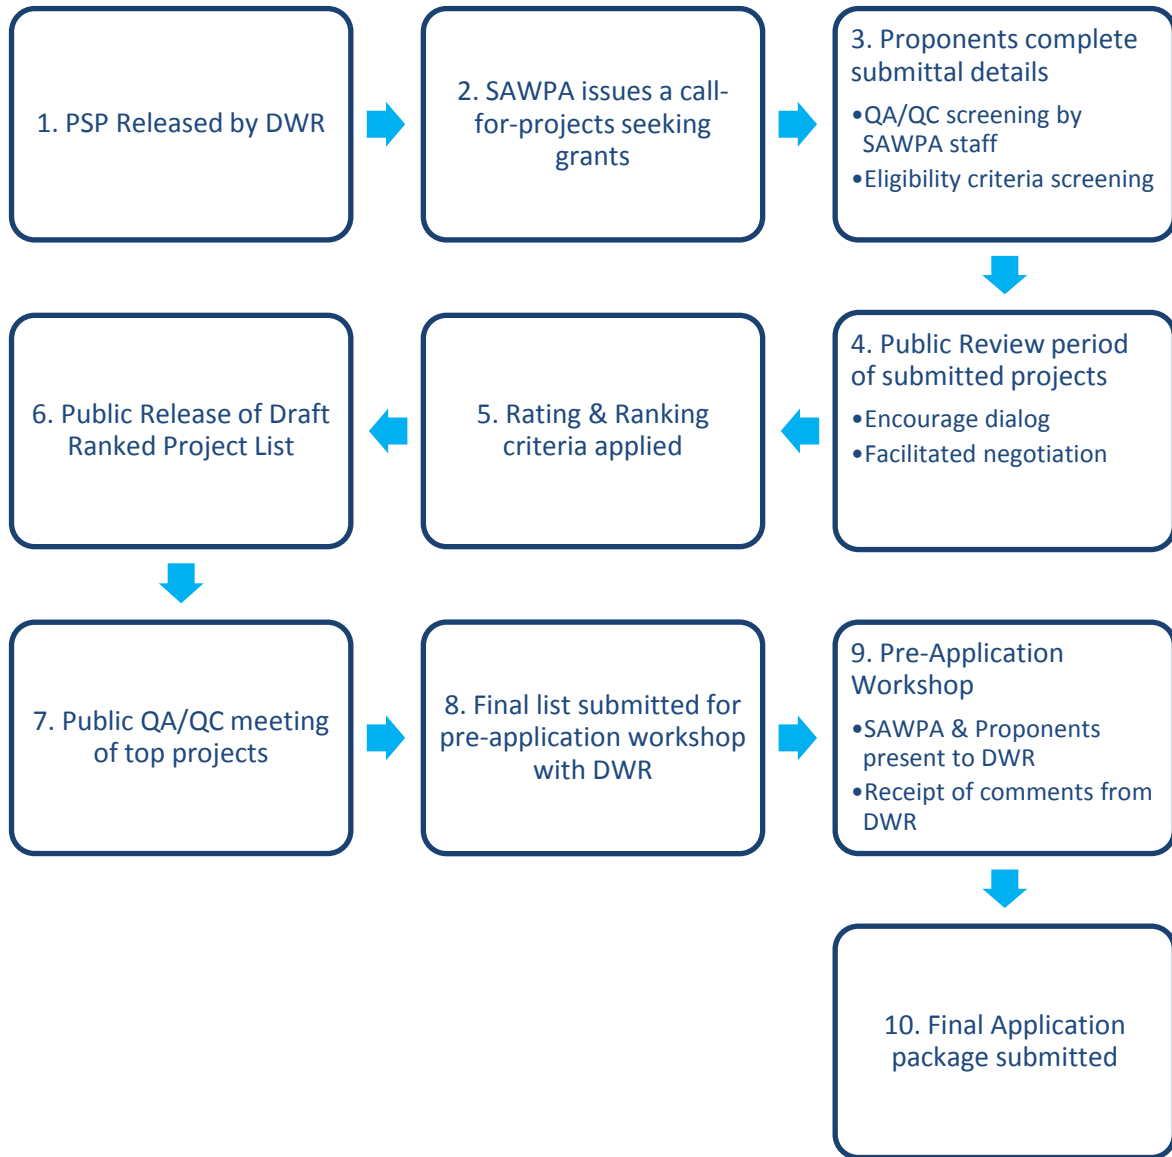 1. PSP Released by DWR
2. SAWPA issues a call-
for-projects seeking
grants
3. Proponents complete
submittal details
•QA/QC screening by
SAWPA staff
•Eligibility criteria screening
4. Public Review period
of submitted projects
•Encourage dialog
•Facilitated negotiation
5. Rating & Ranking
criteria applied
6. Public Release of Draft
Ranked Project List
7. Public QA/QC meeting
of top projects
8. Final list submitted for
pre-application workshop
with DWR
9. Pre-Application
Workshop
•SAWPA & Proponents
present to DWR
•Receipt of comments from
DWR
10. Final Application
package submitted